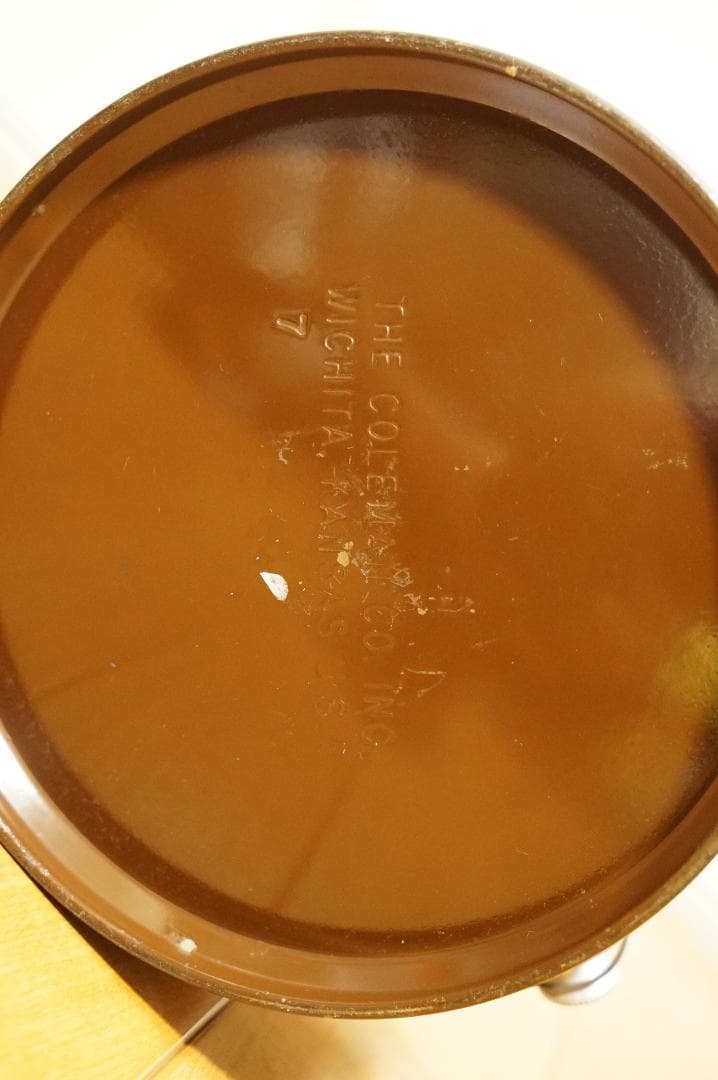 THE COLEMAN CO. INC.
WICHITA KANSAS
7